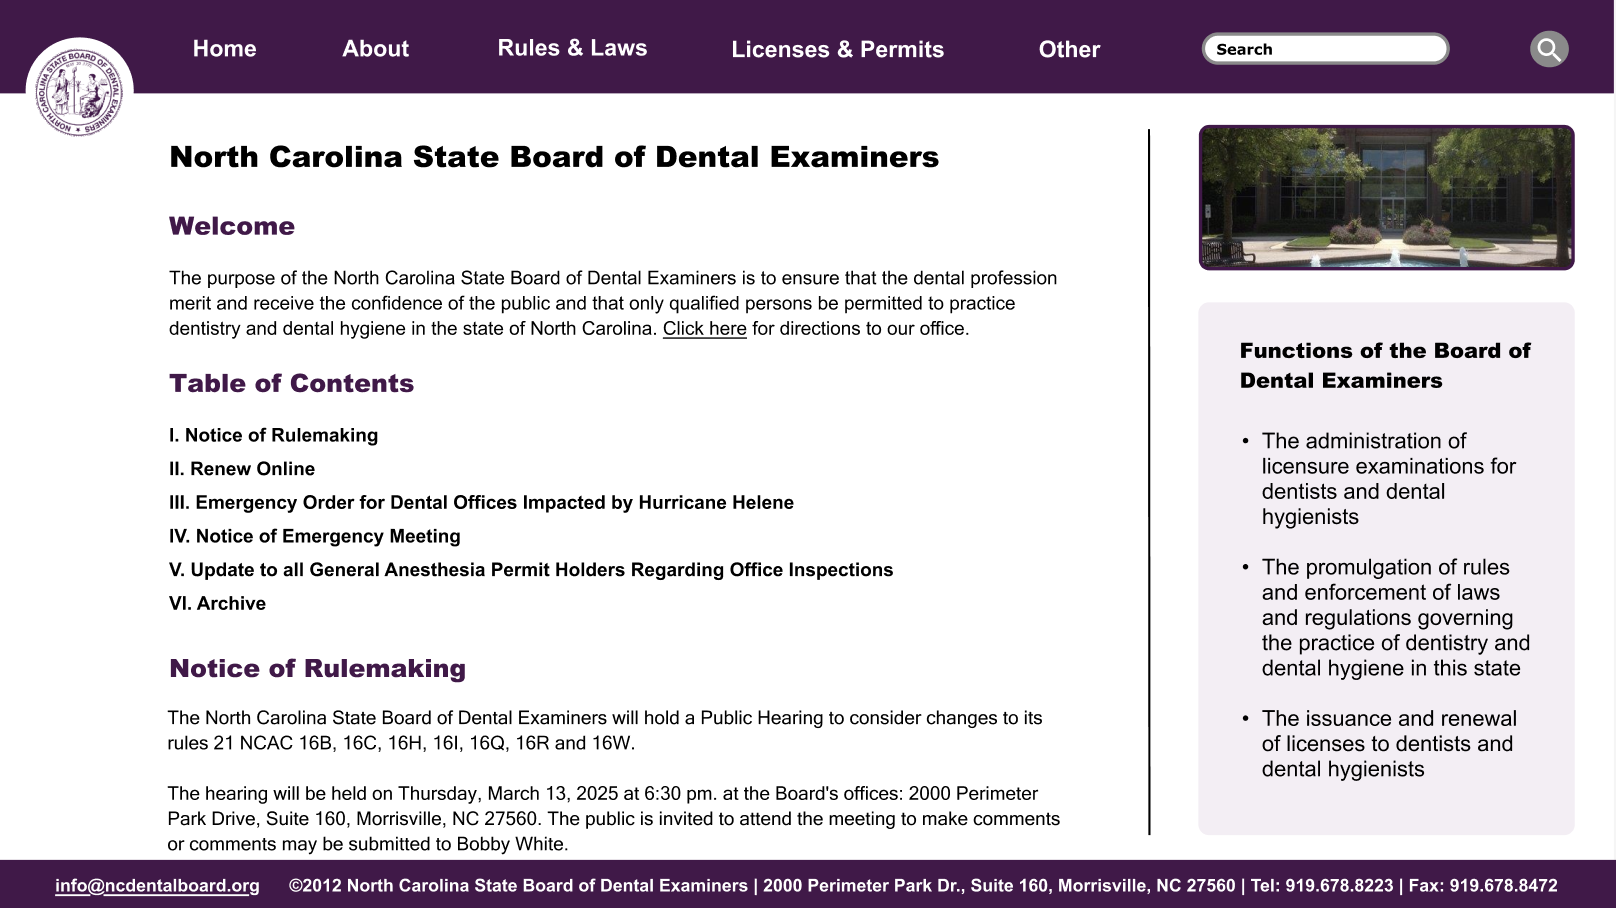 Home
About
Rules & Laws
Licenses & Permits
Other
Search
NORTH CAROLINA STATE BOARD OF DENTAL EXAMINERS
North Carolina State Board of Dental Examiners
Welcome
The purpose of the North Carolina State Board of Dental Examiners is to ensure that the dental profession
merit and receive the confidence of the public and that only qualified persons be permitted to practice
dentistry and dental hygiene in the state of North Carolina. Click here for directions to our office.
Table of Contents
I. Notice of Rulemaking
II. Renew Online
III. Emergency Order for Dental Offices Impacted by Hurricane Helene
IV. Notice of Emergency Meeting
V. Update to all General Anesthesia Permit Holders Regarding Office Inspections
VI. Archive
Notice of Rulemaking
The North Carolina State Board of Dental Examiners will hold a Public Hearing to consider changes to its
rules 21 NCAC 16B, 16C, 16H, 16I, 16Q, 16R and 16W.
The hearing will be held on Thursday, March 13, 2025 at 6:30 pm. at the Board's offices: 2000 Perimeter
Park Drive, Suite 160, Morrisville, NC 27560. The public is invited to attend the meeting to make comments
or comments may be submitted to Bobby White.
Functions of the Board of
Dental Examiners
• The administration of
licensure examinations for
dentists and dental
hygienists
• The promulgation of rules
and enforcement of laws
and regulations governing
the practice of dentistry and
dental hygiene in this state
• The issuance and renewal
of licenses to dentists and
dental hygienists
info@ncdentalboard.org
©2012 North Carolina State Board of Dental Examiners | 2000 Perimeter Park Dr., Suite 160, Morrisville, NC 27560 | Tel: 919.678.8223 | Fax: 919.678.8472